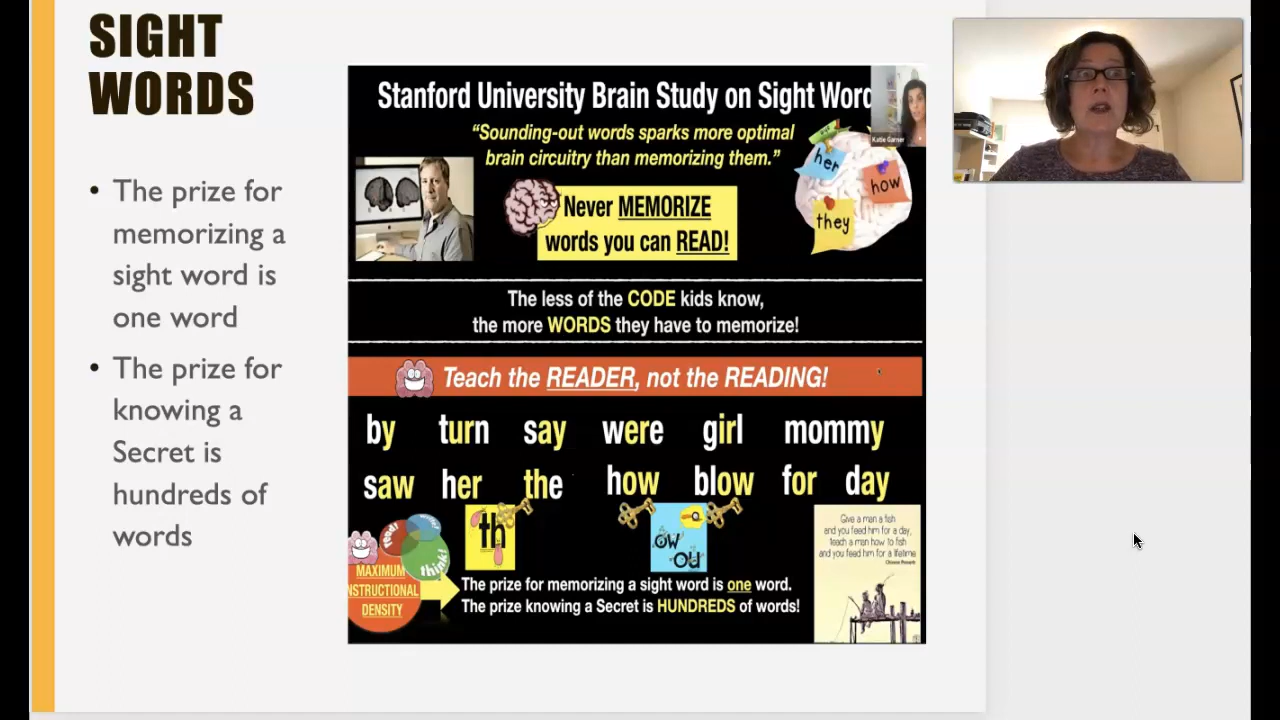 SIGHT
WORDS
• The prize for
memorizing a
sight word is
one word
• The prize for
knowing a
Secret is
hundreds of
words
Stanford University Brain Study on Sight Word
Katie Garner
“Sounding-out words sparks more optimal
brain circuitry than memorizing them.”
her
how
they
Never MEMORIZE
words you can READ!
The less of the CODE kids know,
the more WORDS they have to memorize!
Teach the READER, not the READING!
by turn say were girl mommy
saw her the how blow for day
th
ow
ou
think!
MAXIMUM
NSTRUCTIONAL
DENSITY
The prize for memorizing a sight word is one word.
The prize knowing a Secret is HUNDREDS of words!
Give a man a fish
and you feed him for a day,
teach a man how to fish
and you feed him for a lifetime
Chinese Proverb